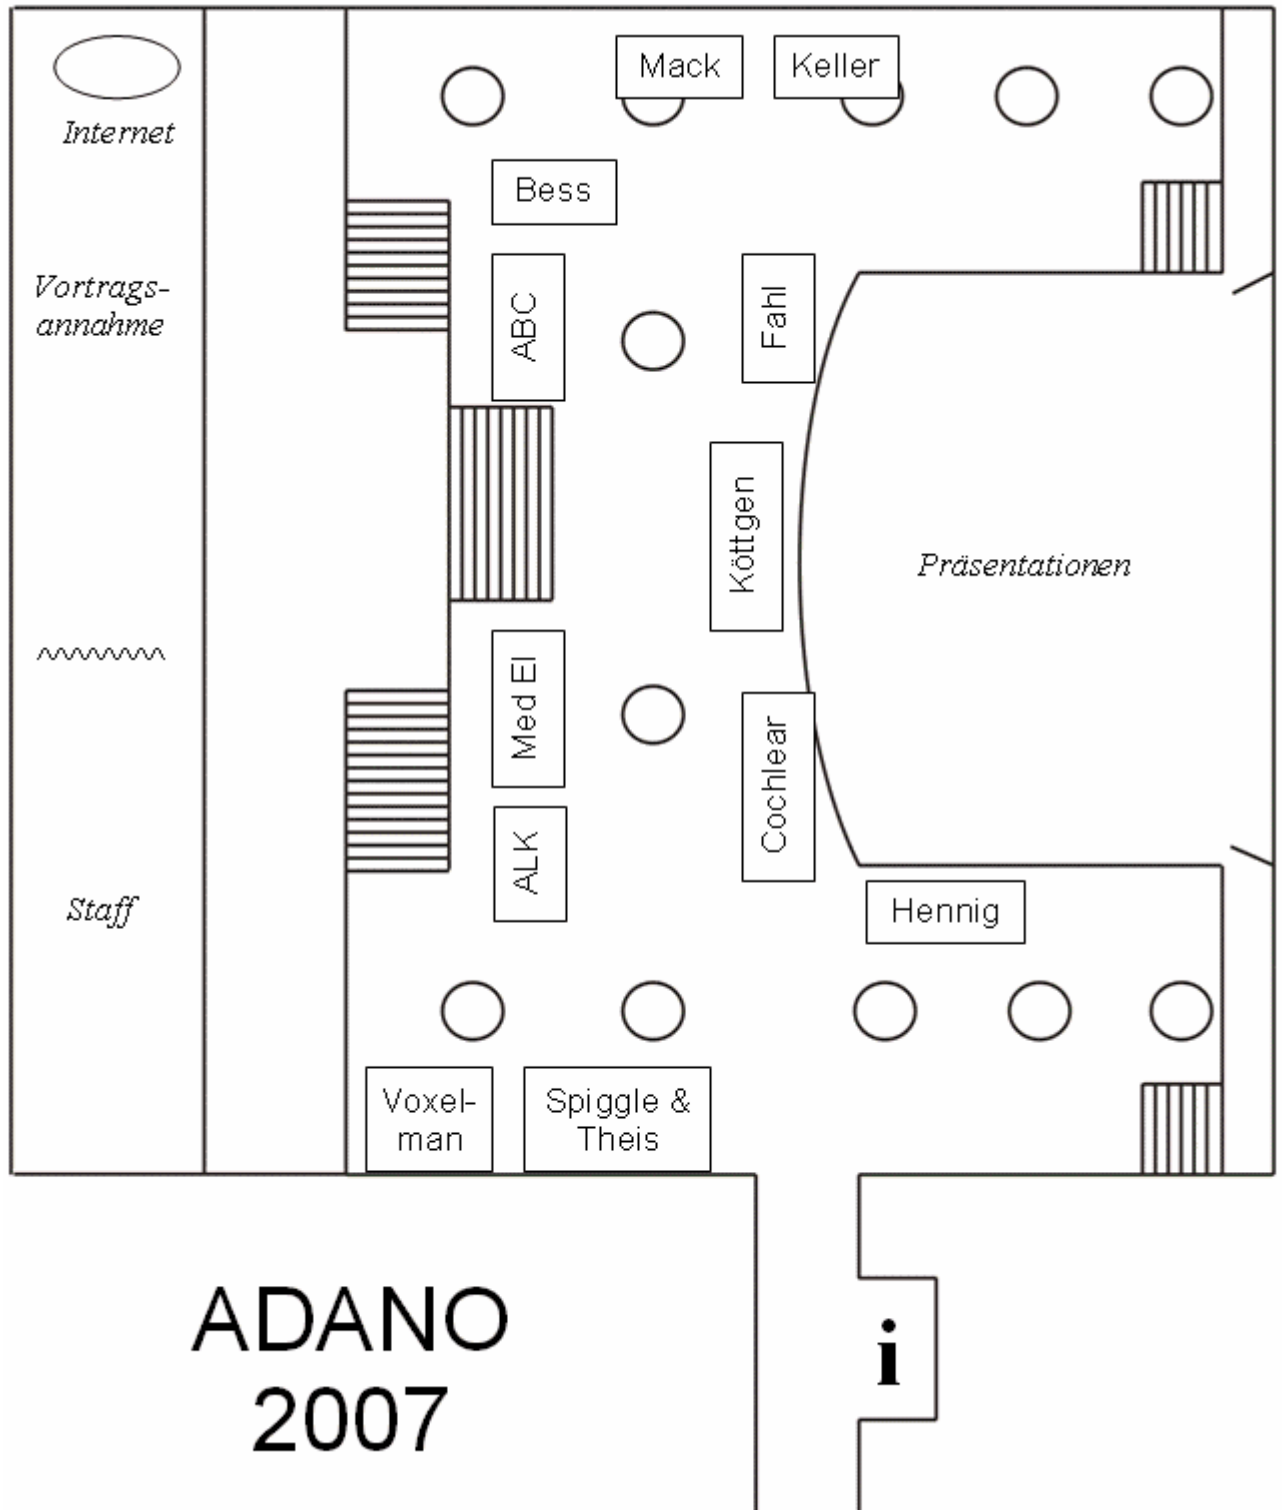 Mack
Keller
Internet
Bess
Vortrags-
annahme
ABC
Fahl
Köttgen
Präsentationen
Med El
Cochlear
ALK
Staff
Hennig
Voxel-
man
Spiggle &
Theis
ADANO
2007
i